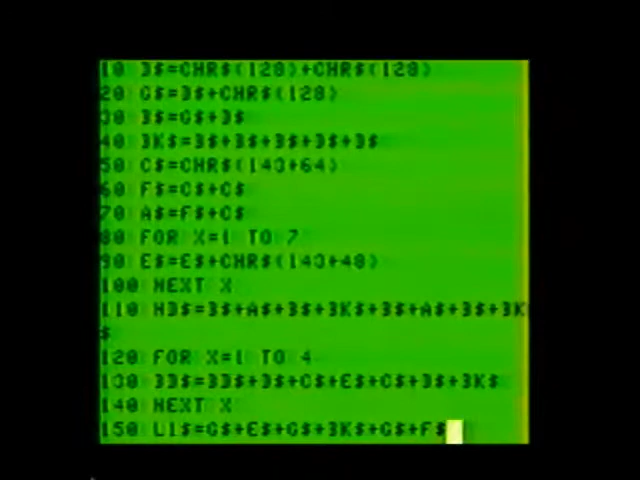 10 B$=CHR$(128)+CHR$(128)
20 G$=B$+CHR$(128)
30 B$=G$+B$
40 BK$=B$+B$+B$+B$+B$
50 C$=CHR$(143+64)
60 F$=C$+C$
70 A$=F$+C$
80 FOR X=1 TO 7
90 E$=E$+CHR$(143+48)
100 NEXT X
110 HB$=B$+A$+B$+BK$+B$+A$+B$+BK
$
120 FOR X=1 TO 4
130 BB$=BB$+B$+C$+E$+C$+B$+BK$
140 NEXT X
150 L1$=G$+E$+G$+BK$+G$+F$